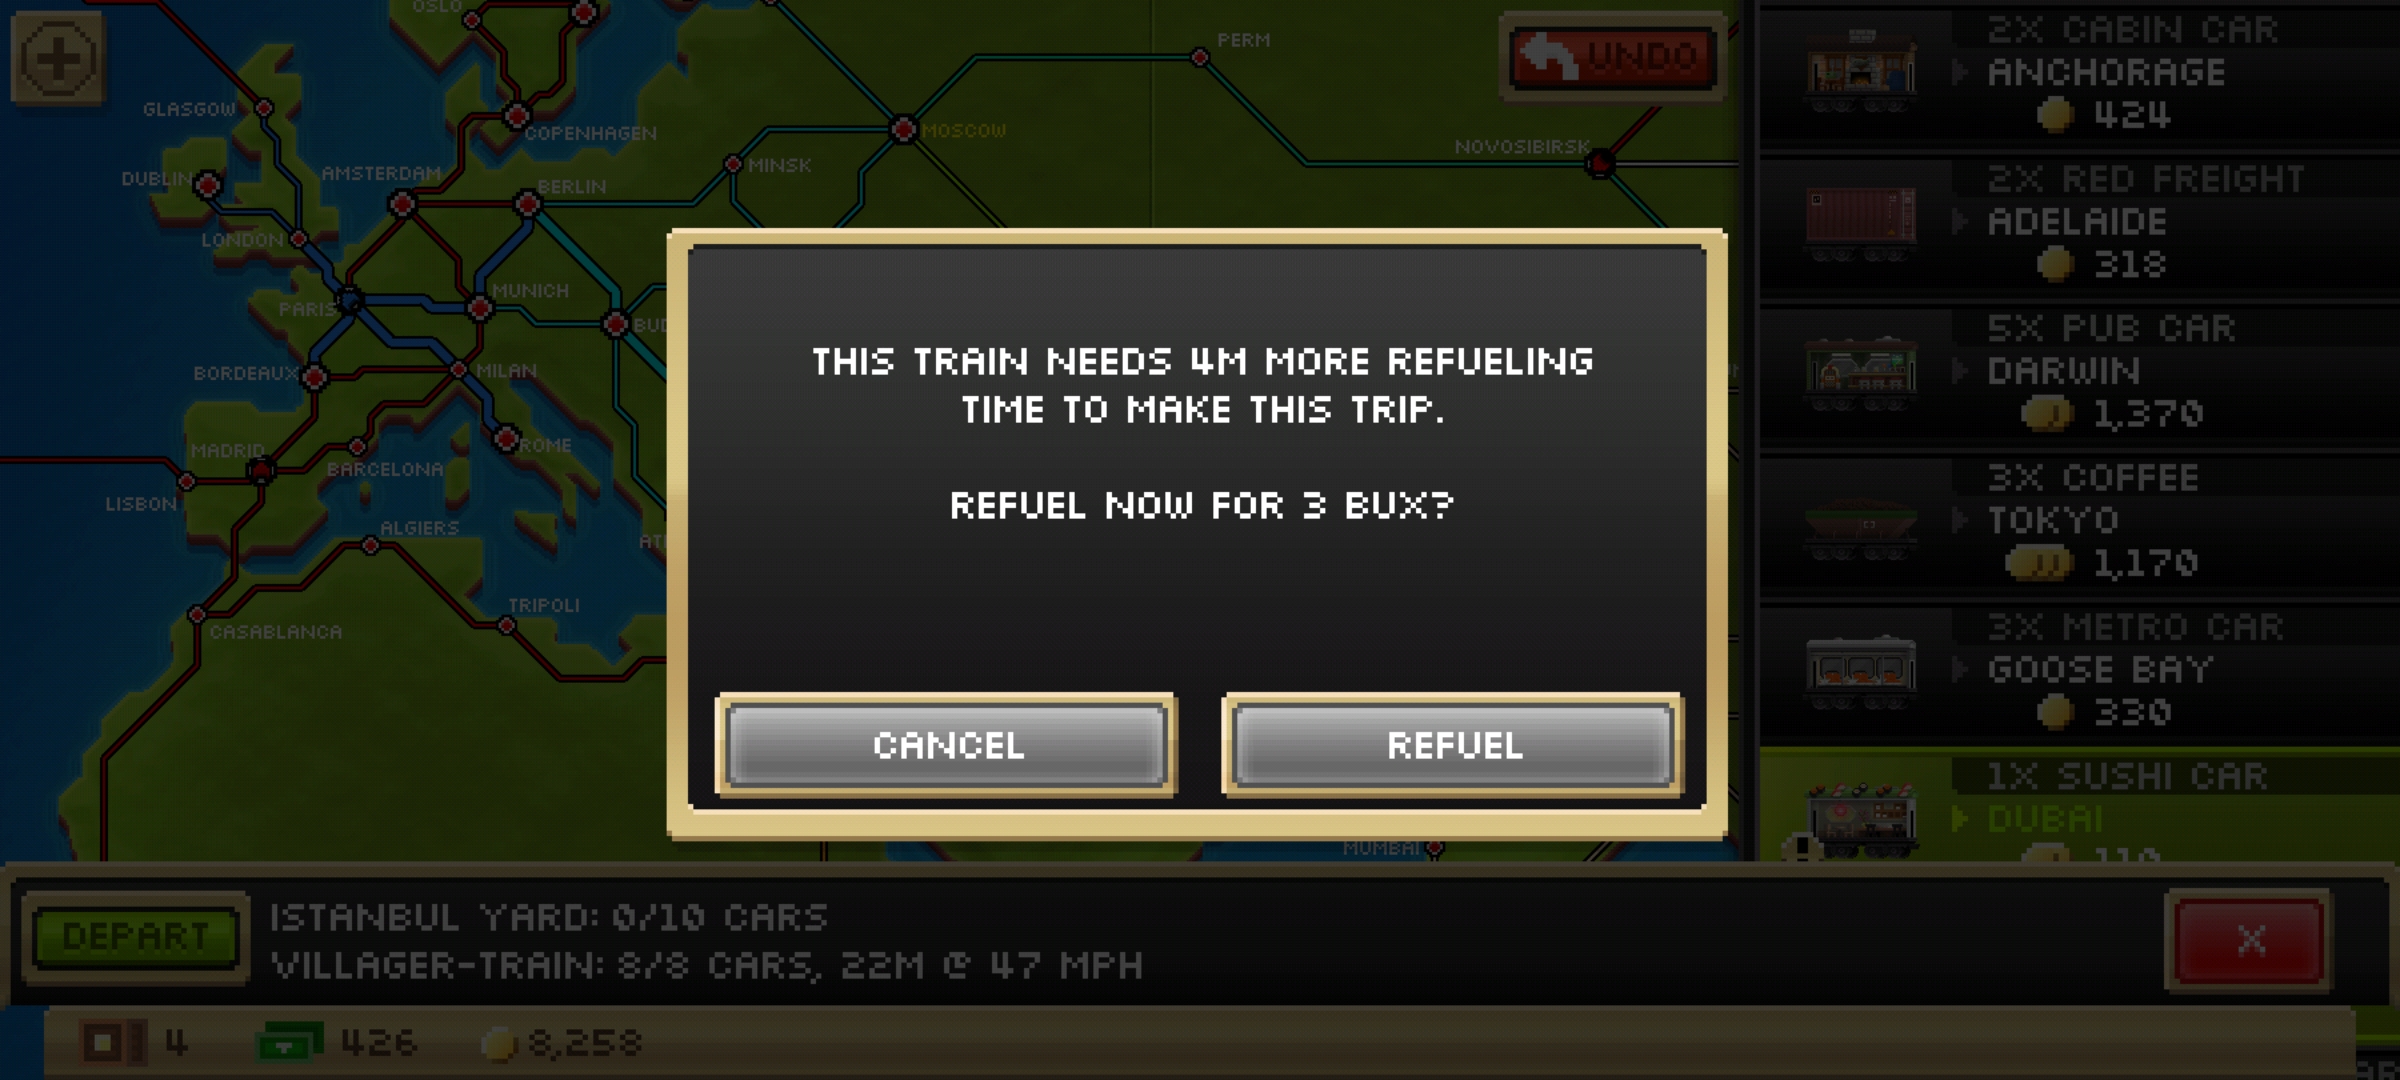 OSLO
PERM
UNDO
GLASGOW
COPENHAGEN
MOSCOW
NOVOSIBIRSK
MINSK
DUBLIN
AMSTERDAM
BERLIN
LONDON
MUNICH
PARIS
BUD
BORDEAUX
MILAN
MADRID
BARCELONA
ROME
LISBON
ALGIERS
TRIPOLI
CASABLANCA
MUMBAI
THIS TRAIN NEEDS 4M MORE REFUELING
TIME TO MAKE THIS TRIP.
REFUEL NOW FOR 3 BUX?
CANCEL
REFUEL
2X CABIN CAR
ANCHORAGE
424
2X RED FREIGHT
ADELAIDE
318
5X PUB CAR
DARWIN
1,370
3X COFFEE
TOKYO
1,170
3X METRO CAR
GOOSE BAY
330
1X SUSHI CAR
DUBAI
110
DEPART
ISTANBUL YARD: 0/10 CARS
VILLAGER-TRAIN: 8/8 CARS, 22M @ 47 MPH
X
4
426
8,258